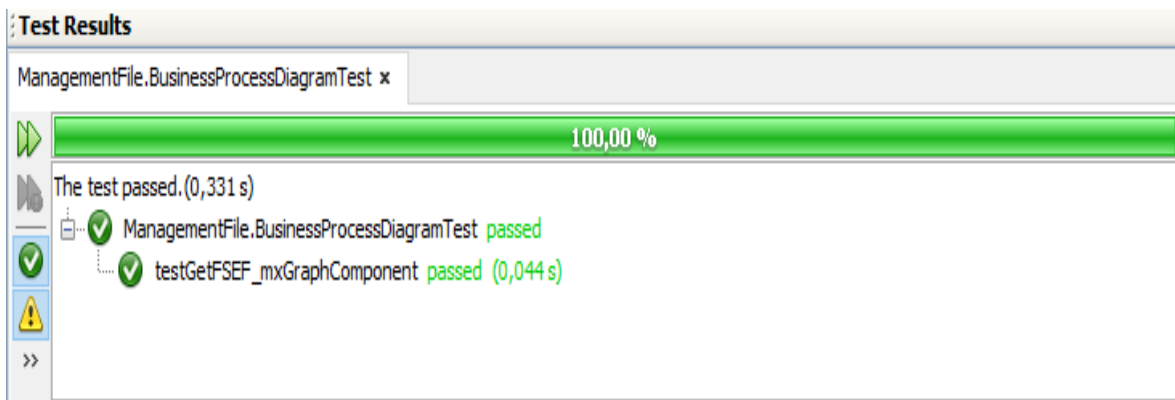 Test Results
ManagementFile.BusinessProcessDiagramTest ×
100,00 %
The test passed.(0,331 s)
ManagementFile.BusinessProcessDiagramTest passed
testGetFSEF_mxGraphComponent passed (0,044 s)
>>